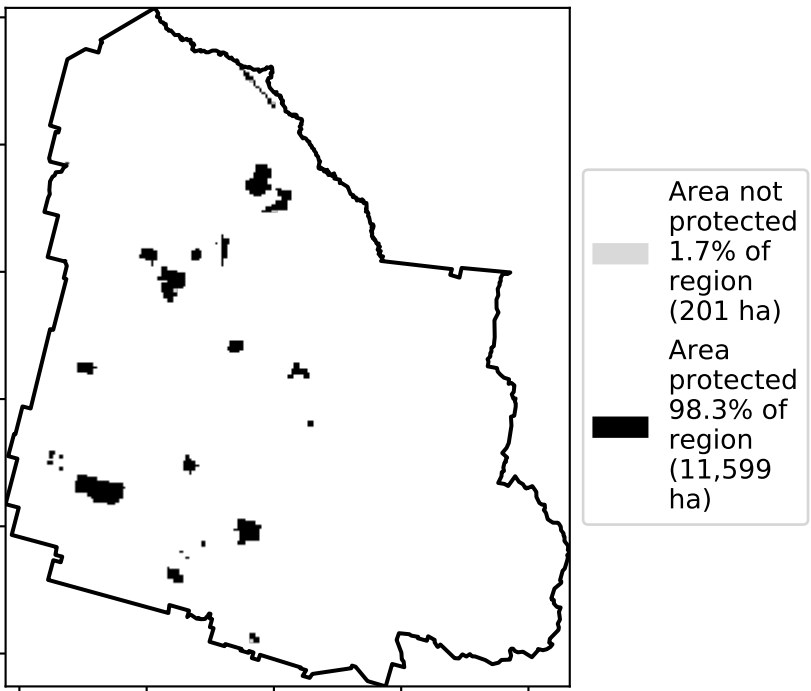 Area not
protected
1.7% of
region
(201 ha)
Area
protected
98.3% of
region
(11,599
ha)